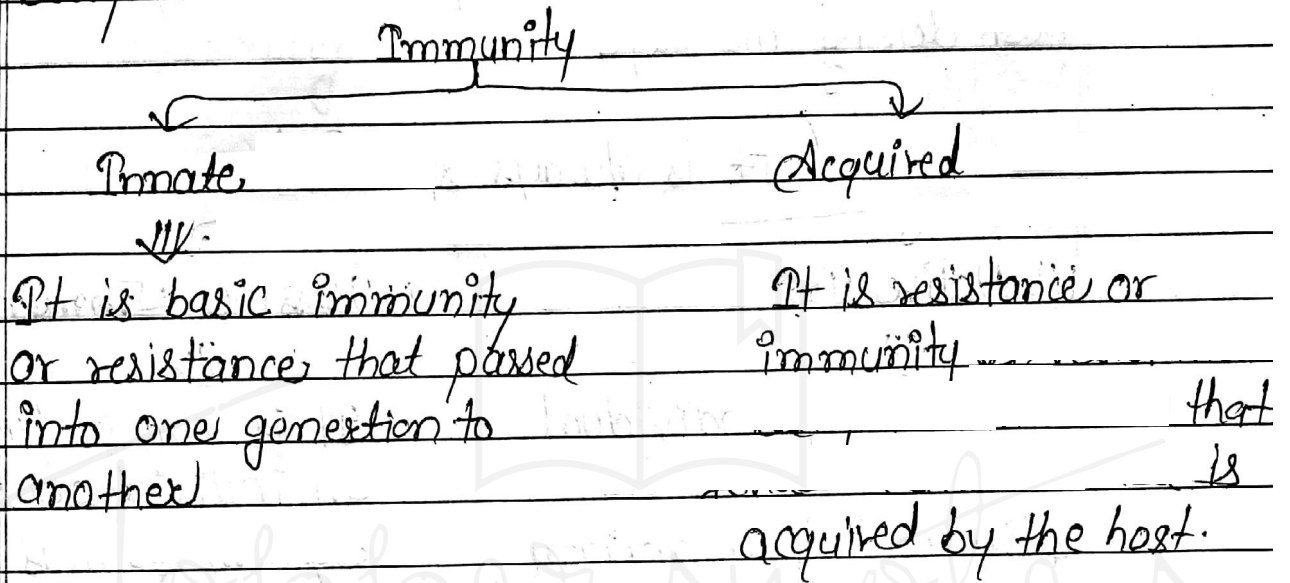 Immunity
Innate
Acquired
It is basic immunity
or resistance that passed
into one genertion to
another
It is resistance or
immunity
that
is
acquired by the host.